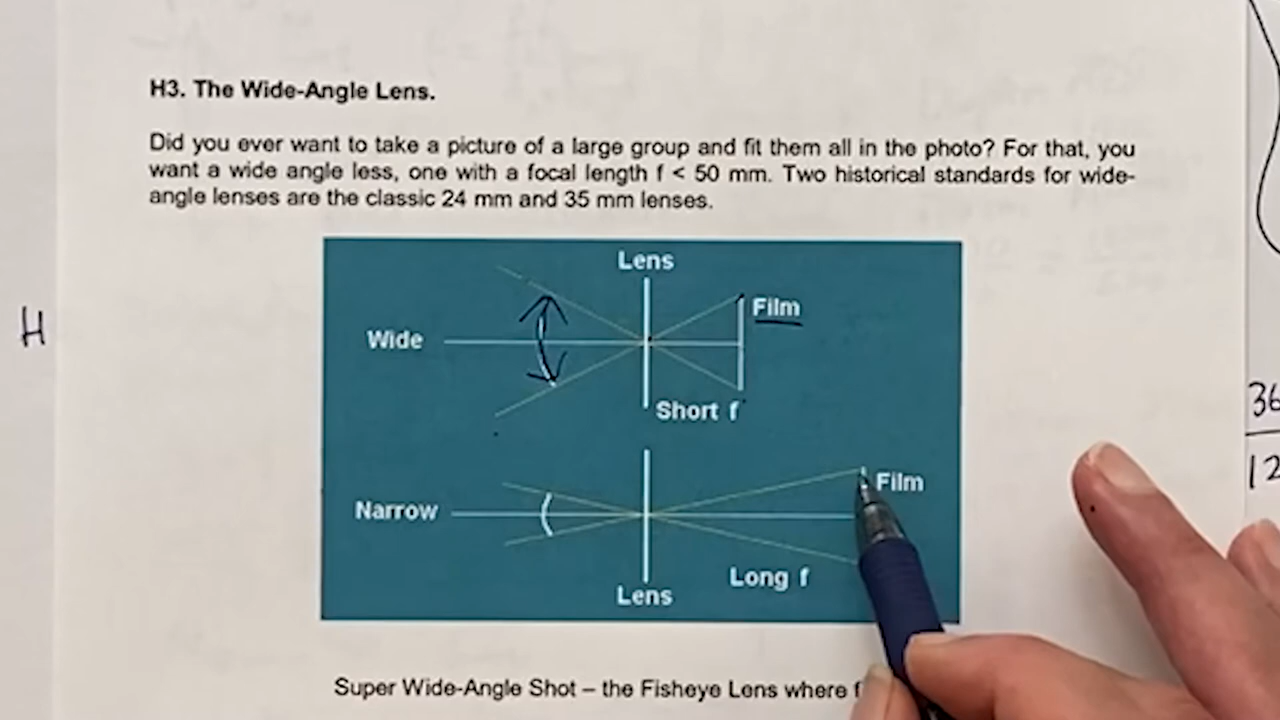 H3. The Wide-Angle Lens.
Did you ever want to take a picture of a large group and fit them all in the photo? For that, you
want a wide angle less, one with a focal length f < 50 mm. Two historical standards for wide-
angle lenses are the classic 24 mm and 35 mm lenses.
Lens
Film
Wide
H
Short f
36
12
Film
Narrow
Long f
Lens
Super Wide-Angle Shot – the Fisheye Lens where f